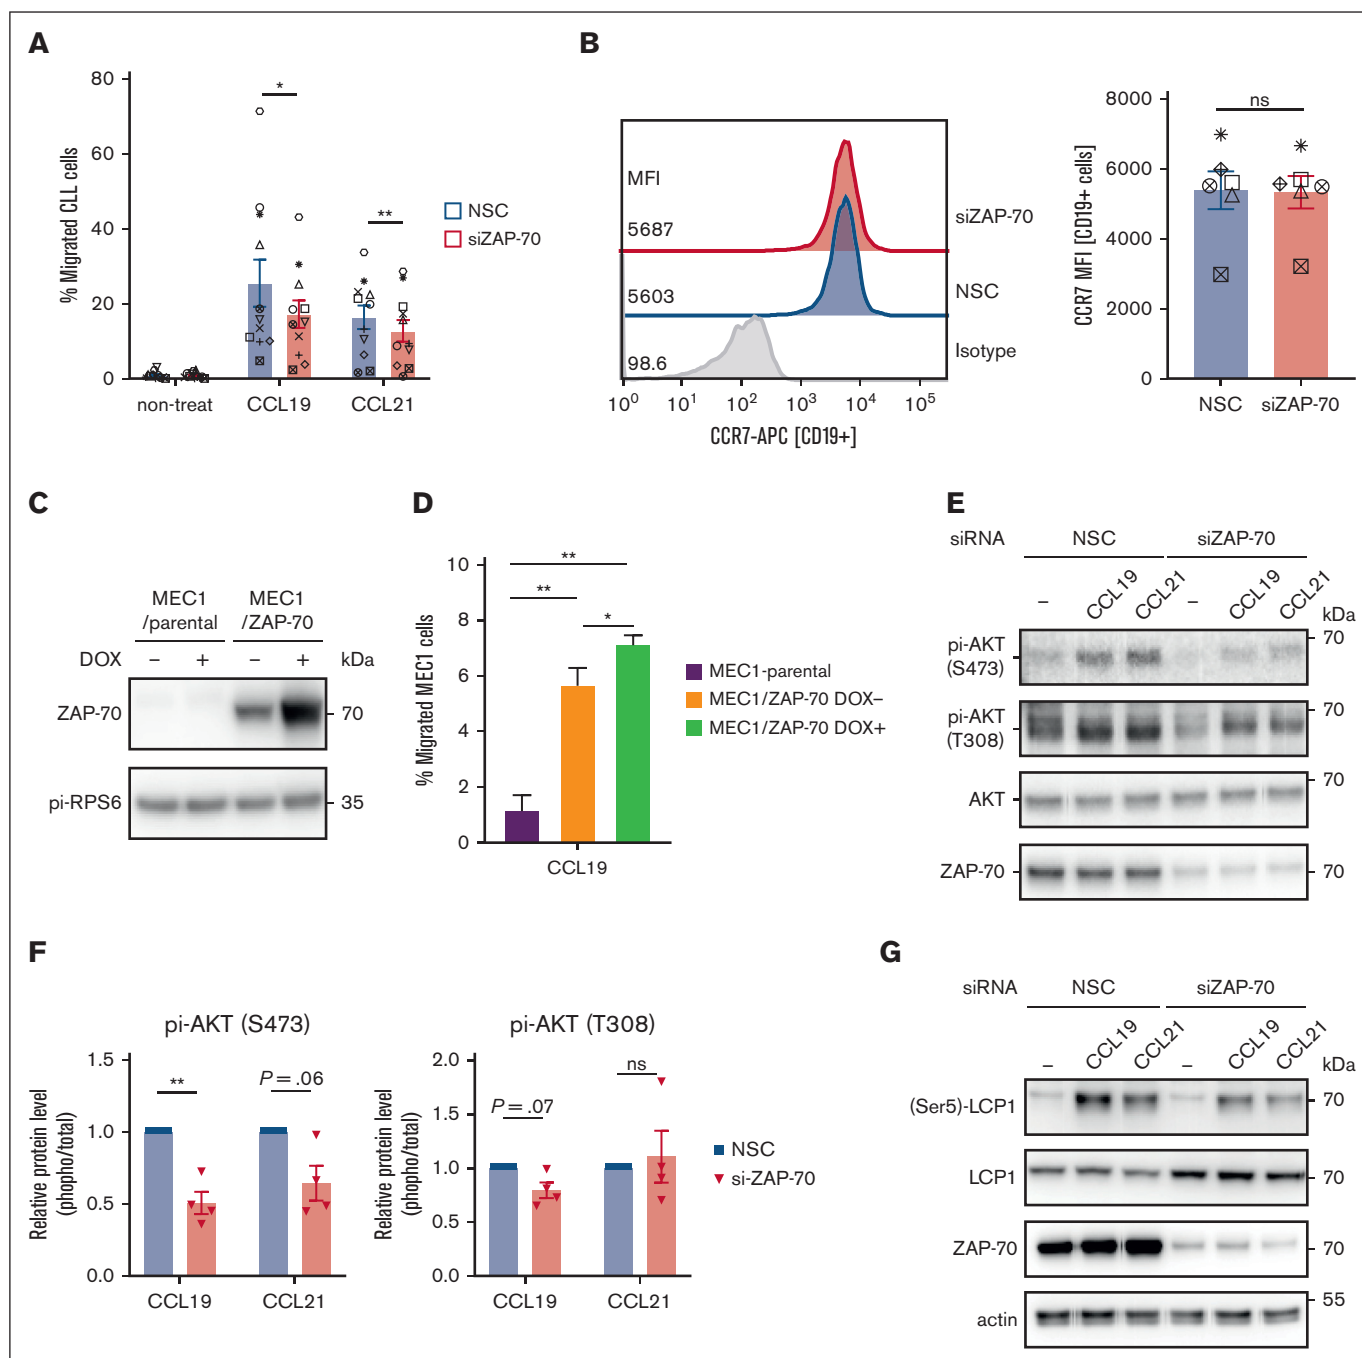 A
80
60
40
20
0
% Migrated CLL cells
*
**
non-treat
CCL19
CCL21
NSC
siZAP-70
B
MFI
5687
5603
98.6
siZAP-70
NSC
Isotype
10⁰
10¹
10²
10³
10⁴
10⁵
CCR7-APC [CD19+]
8000
6000
4000
2000
0
CCR7 MFI [CD19+ cells]
ns
NSC
siZAP-70
C
MEC1
/parental
MEC1
/ZAP-70
DOX
–
+
–
+
kDa
ZAP-70
70
pi-RPS6
35
D
10
8
6
4
2
0
% Migrated MEC1 cells
**
**
*
CCL19
MEC1-parental
MEC1/ZAP-70 DOX–
MEC1/ZAP-70 DOX+
E
siRNA
NSC
siZAP-70
–
CCL19
CCL21
–
CCL19
CCL21
kDa
pi-AKT
(S473)
70
pi-AKT
(T308)
70
AKT
70
ZAP-70
70
F
pi-AKT (S473)
1.5
1.0
0.5
0.0
Relative protein level
(phospho/total)
**
P = .06
CCL19
CCL21
pi-AKT (T308)
2.0
1.5
1.0
0.5
0.0
Relative protein level
(phospho/total)
P = .07
ns
CCL19
CCL21
NSC
si-ZAP-70
G
siRNA
NSC
siZAP-70
–
CCL19
CCL21
–
CCL19
CCL21
kDa
(Ser5)-LCP1
70
LCP1
70
ZAP-70
70
actin
55